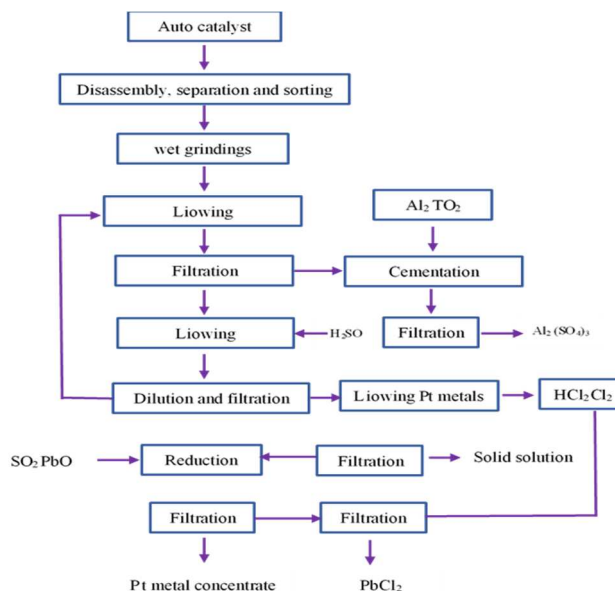 Auto catalyst
Disassembly, separation and sorting
wet grindings
Liowing
Al₂ TO₂
Filtration
Cementation
Liowing
H₂SO
Filtration
Al₂ (SO₄)₃
Dilution and filtration
Liowing Pt metals
HCl₂ Cl₂
SO₂ PbO
Reduction
Filtration
Solid solution
Filtration
Filtration
Pt metal concentrate
PbCl₂